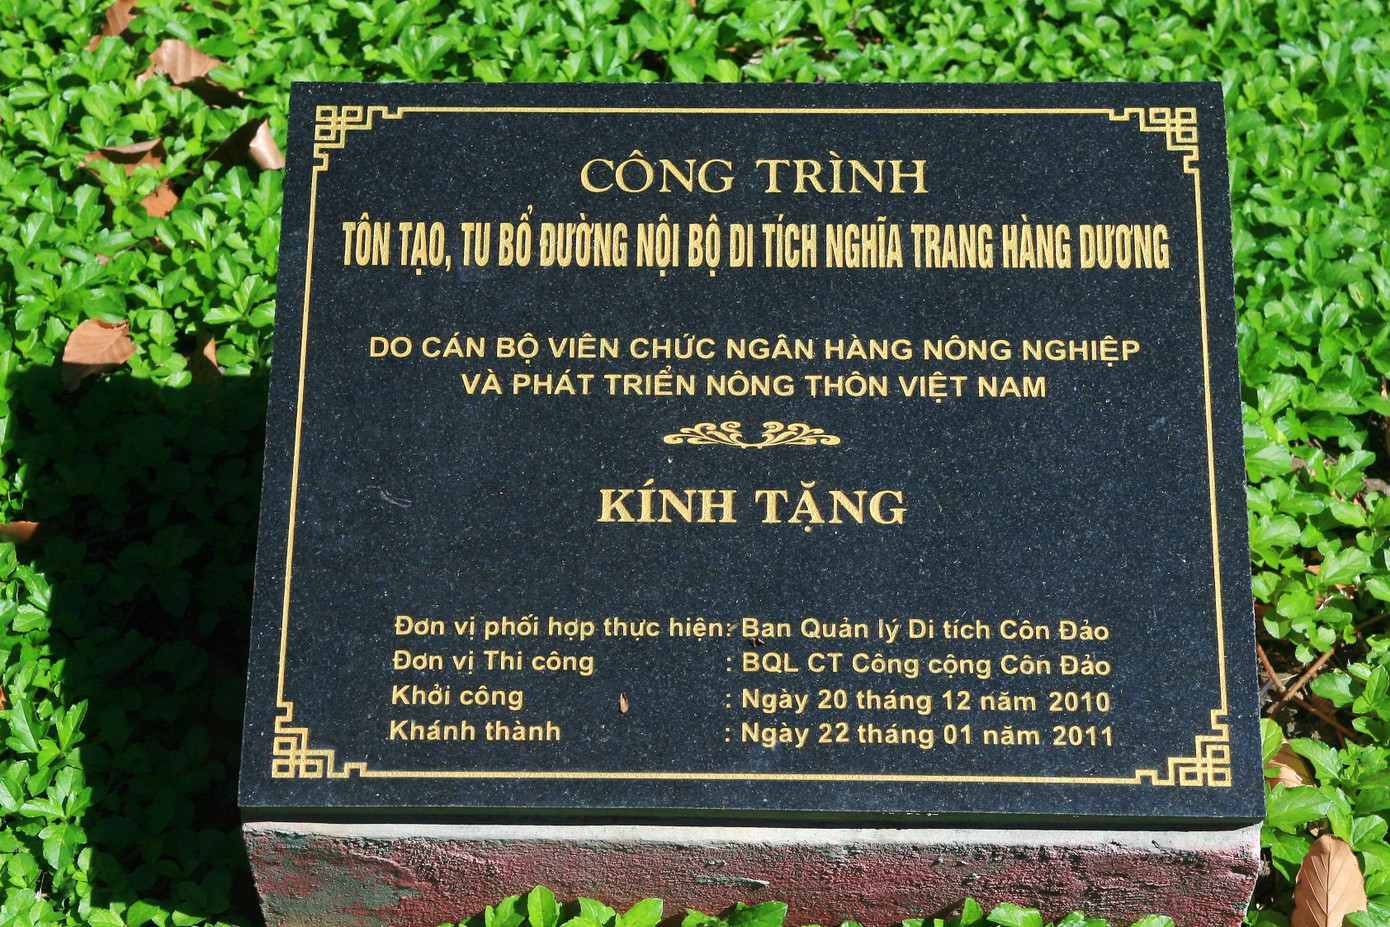 CÔNG TRÌNH
TÔN TẠO, TU BỔ ĐƯỜNG NỘI BỘ DI TÍCH NGHĨA TRANG HÀNG DƯƠNG
DO CÁN BỘ VIÊN CHỨC NGÂN HÀNG NÔNG NGHIỆP
VÀ PHÁT TRIỂN NÔNG THÔN VIỆT NAM
KÍNH TẶNG
Đơn vị phối hợp thực hiện: Ban Quản lý Di tích Côn Đảo
Đơn vị Thi công : BQL CT Công cộng Côn Đảo
Khởi công : Ngày 20 tháng 12 năm 2010
Khánh thành : Ngày 22 tháng 01 năm 2011